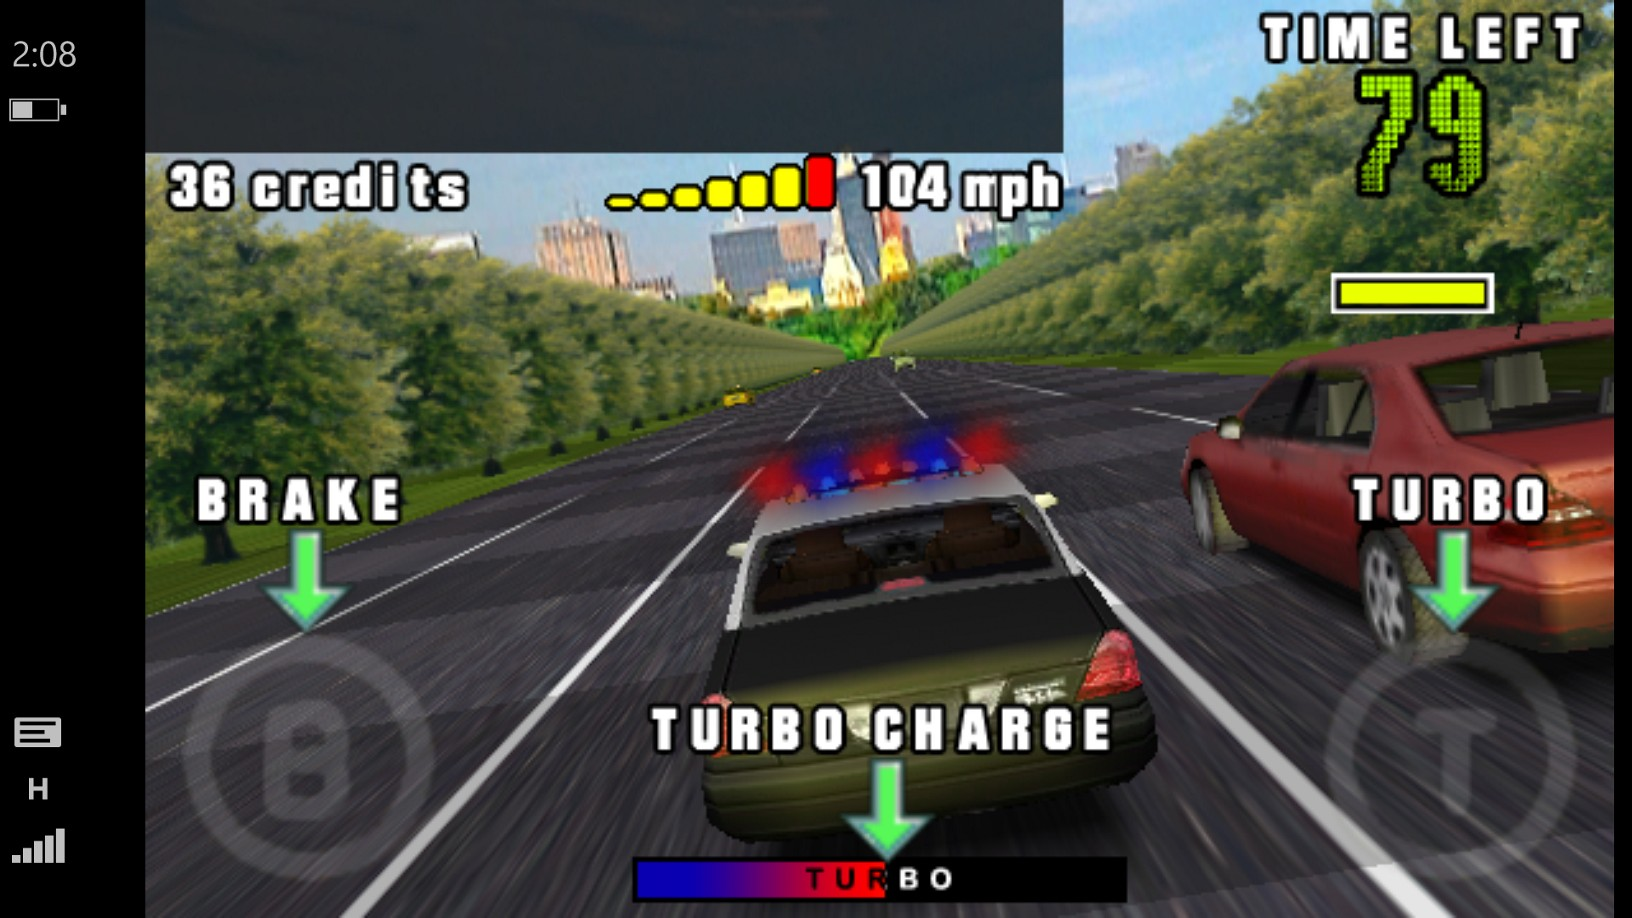 2:08
TIME LEFT
79
36 credits
104 mph
BRAKE
TURBO
H
B
TURBO CHARGE
T
TURBO